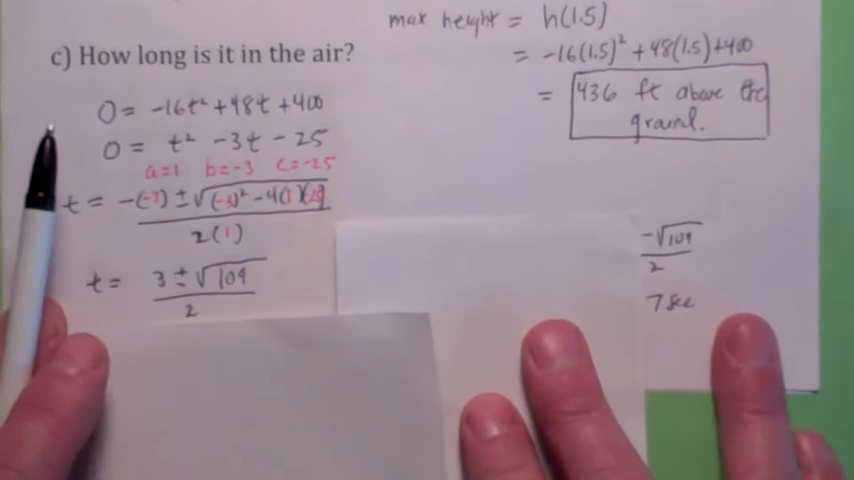 max height = h(1.5)
= -16(1.5)² + 48(1.5) + 400
= 436 ft above the
ground.
c) How long is it in the air?
0 = -16t² + 48t + 400
0 = t² - 3t - 25
a=1 b=-3 c=-25
t = -(-3) ± √(-3)² - 4(1)(-25)
2(1)
t = 3 ± √109
2
-√109
2
7 sec